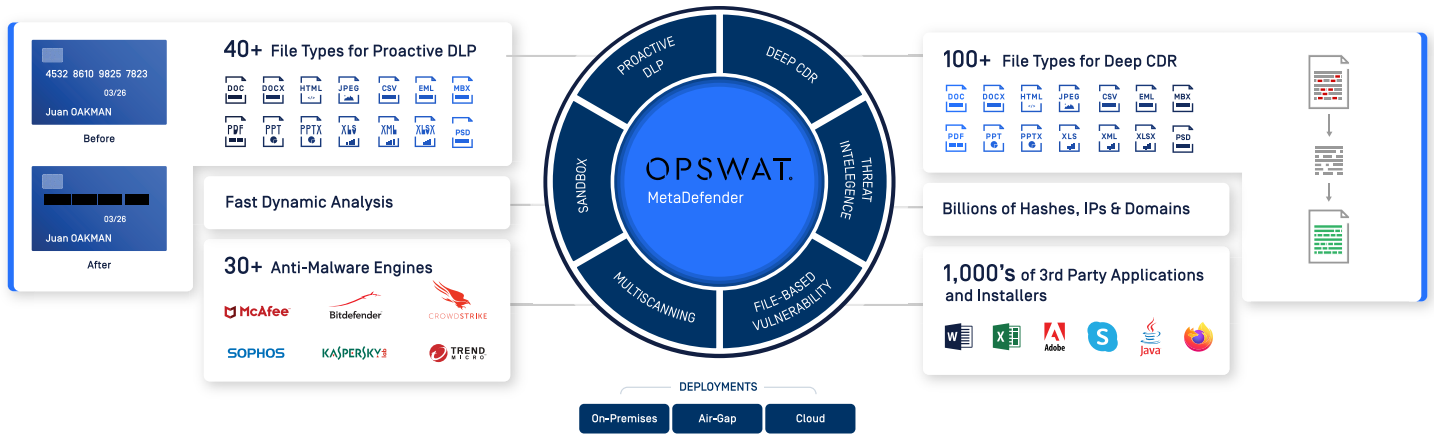 4532 8610 9825 7823
03/26
Juan OAKMAN
Before
03/26
Juan OAKMAN
After
40+ File Types for Proactive DLP
DOC DOCX HTML JPEG CSV EML MBX
PDF PPT PPTX XLS XML XLSX PSD
Fast Dynamic Analysis
30+ Anti-Malware Engines
McAfee
Bitdefender
CROWDSTRIKE
SOPHOS
KASPERSKY LAB
TREND
MICRO
PROACTIVE
DLP
DEEP CDR
SANDBOX
THREAT
INTELEGENCE
MULTISCANNING
FILE-BASED
VULNERABILITY
OPSWAT.
MetaDefender
100+ File Types for Deep CDR
DOC DOCX HTML JPEG CSV EML MBX
PDF PPT PPTX XLS XML XLSX PSD
Billions of Hashes, IPs & Domains
1,000's of 3rd Party Applications
and Installers
W
X
Adobe
S
Java
DEPLOYMENTS
On-Premises
Air-Gap
Cloud